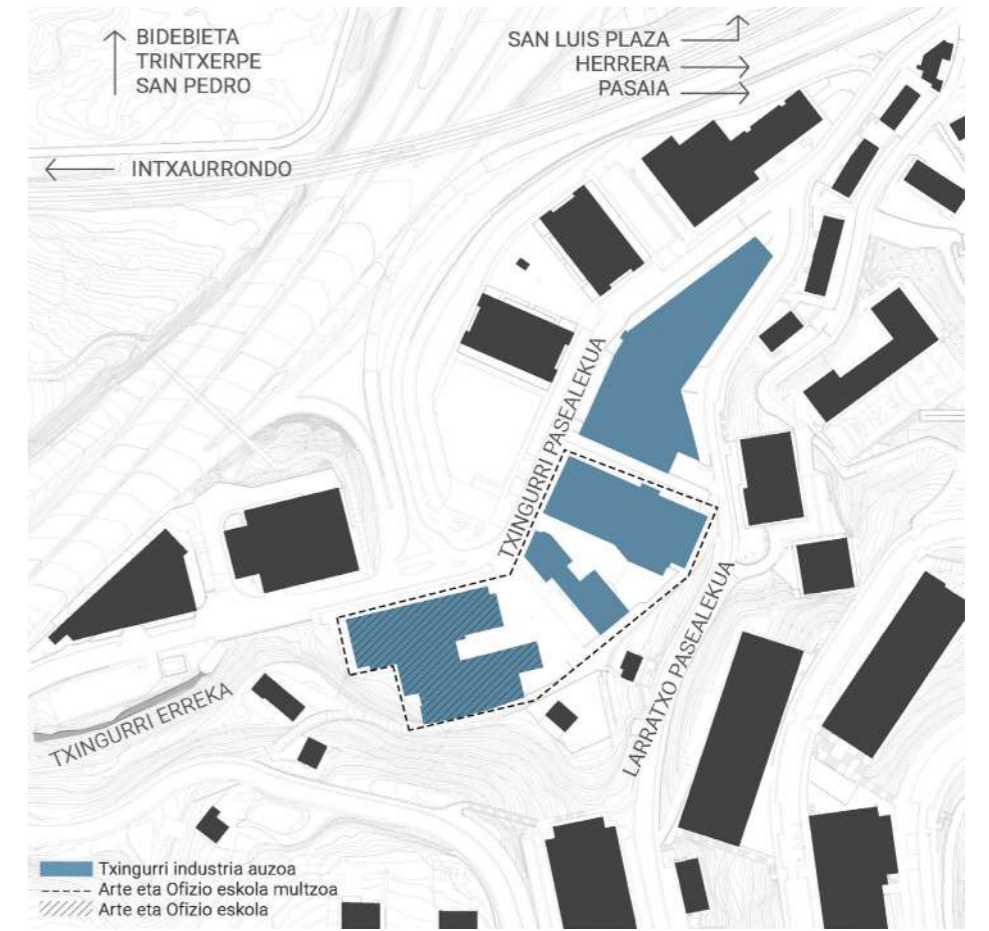 BIDEBIETA
TRINTXERPE
SAN PEDRO
SAN LUIS PLAZA
HERRERA
PASAIA
INTXAURRONDO
TXINGURRI PASEALEKUA
LARRATXO PASEALEKUA
TXINGURRI ERREKA
Txingurri industria auzoa
Arte eta Ofizio eskola multzoa
Arte eta Ofizio eskola